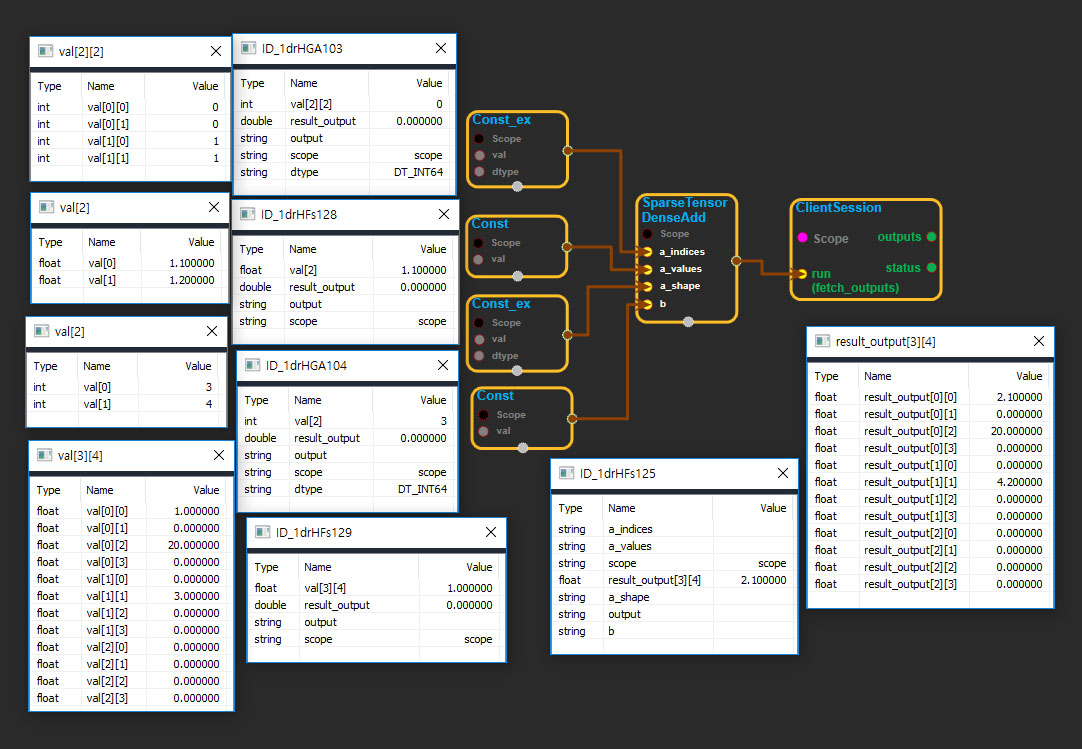 val[2][2]
Type Name Value
int val[0][0] 0
int val[0][1] 0
int val[1][0] 1
int val[1][1] 1
ID_1drHGA103
Type Name Value
int val[2][2] 0
double result_output 0.000000
string output
string scope scope
string dtype DT_INT64
val[2]
Type Name Value
float val[0] 1.100000
float val[1] 1.200000
ID_1drHFs128
Type Name Value
float val[2] 1.100000
double result_output 0.000000
string output
string scope scope
val[2]
Type Name Value
int val[0] 3
int val[1] 4
ID_1drHGA104
Type Name Value
int val[2] 3
double result_output 0.000000
string output
string scope scope
string dtype DT_INT64
val[3][4]
Type Name Value
float val[0][0] 1.000000
float val[0][1] 0.000000
float val[0][2] 20.000000
float val[0][3] 0.000000
float val[1][0] 0.000000
float val[1][1] 3.000000
float val[1][2] 0.000000
float val[1][3] 0.000000
float val[2][0] 0.000000
float val[2][1] 0.000000
float val[2][2] 0.000000
float val[2][3] 0.000000
ID_1drHFs129
Type Name Value
float val[3][4] 1.000000
double result_output 0.000000
string output
string scope scope
Const_ex
Scope
val
dtype
Const
Scope
val
Const_ex
Scope
val
dtype
Const
Scope
val
SparseTensor
DenseAdd
Scope
a_indices
a_values
a_shape
b
ClientSession
Scope outputs
status
run
(fetch_outputs)
ID_1drHFs125
Type Name Value
string a_indices
string a_values
string scope scope
float result_output[3][4] 2.100000
string a_shape
string output
string b
result_output[3][4]
Type Name Value
float result_output[0][0] 2.100000
float result_output[0][1] 0.000000
float result_output[0][2] 20.000000
float result_output[0][3] 0.000000
float result_output[1][0] 0.000000
float result_output[1][1] 4.200000
float result_output[1][2] 0.000000
float result_output[1][3] 0.000000
float result_output[2][0] 0.000000
float result_output[2][1] 0.000000
float result_output[2][2] 0.000000
float result_output[2][3] 0.000000